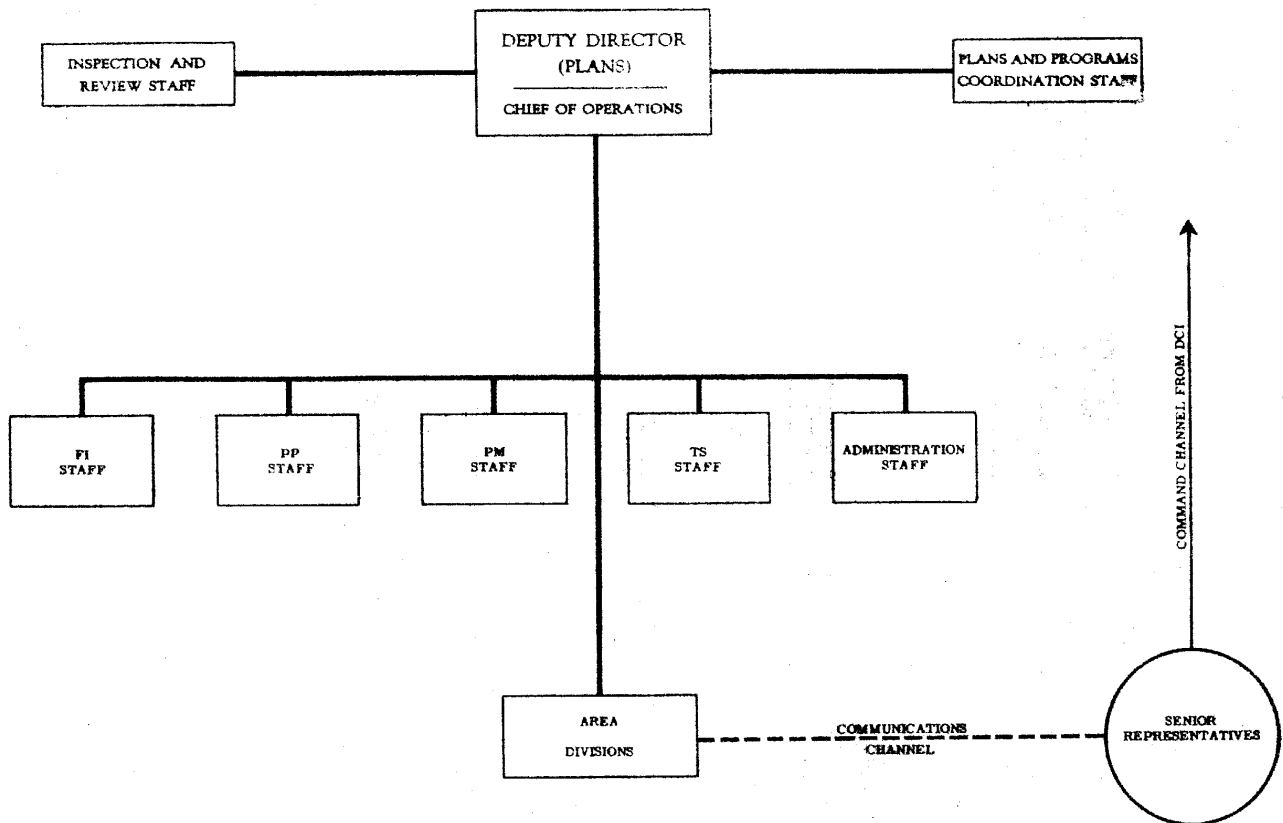 DEPUTY DIRECTOR
(PLANS)
CHIEF OF OPERATIONS
INSPECTION AND
REVIEW STAFF
PLANS AND PROGRAMS
COORDINATION STAFF
FI
STAFF
PP
STAFF
PM
STAFF
TS
STAFF
ADMINISTRATION
STAFF
COMMAND CHANNEL FROM DCI
AREA
DIVISIONS
COMMUNICATIONS
CHANNEL
SENIOR
REPRESENTATIVES